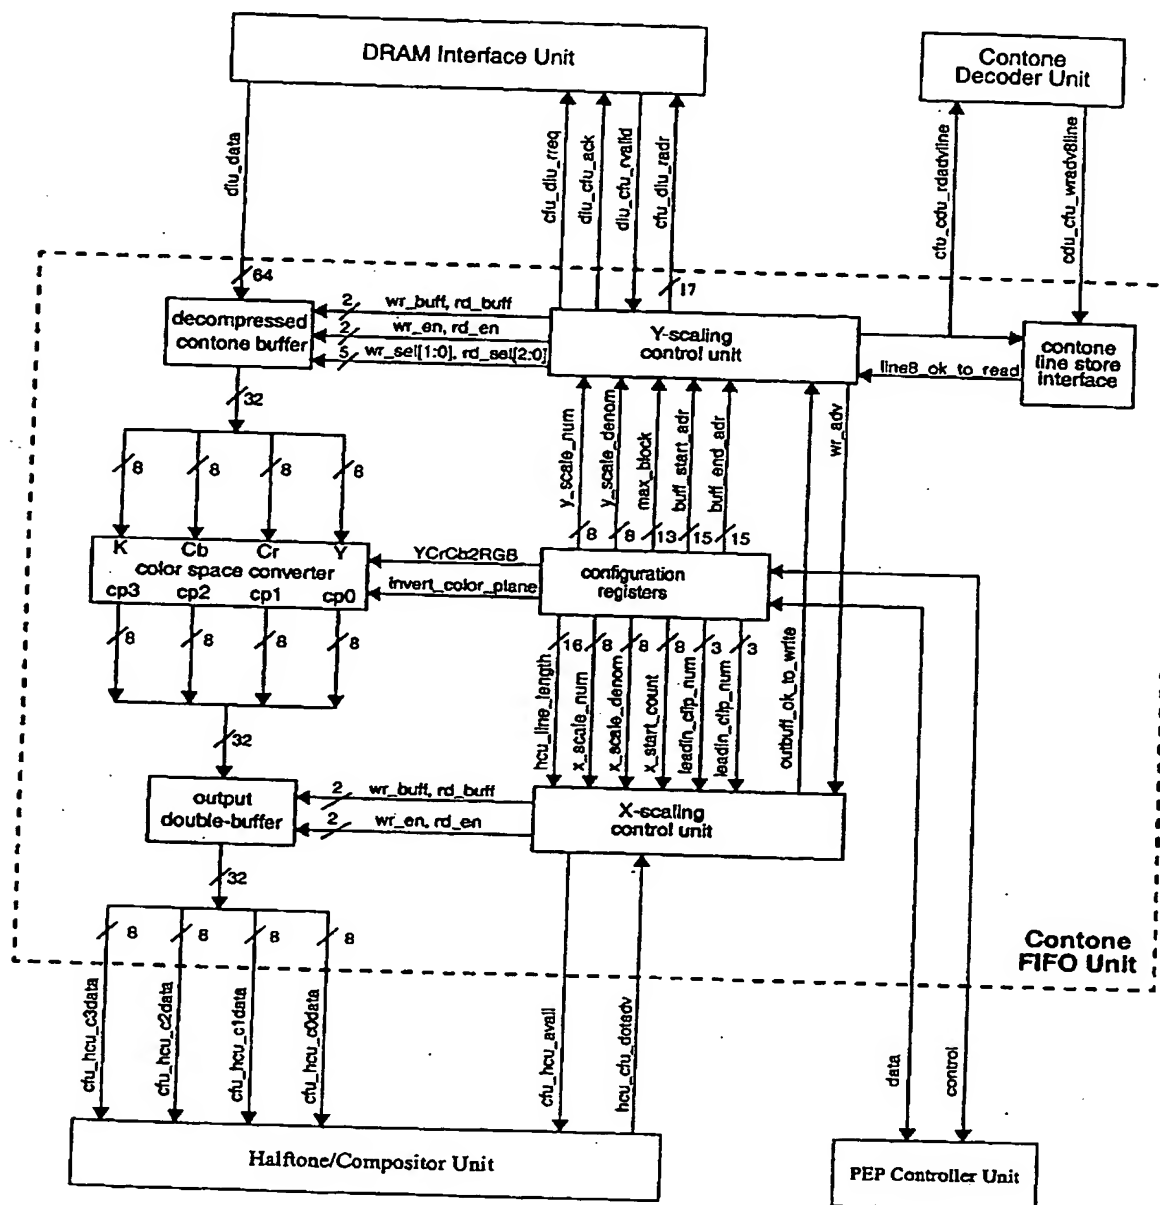 DRAM Interface Unit
Contone
Decoder Unit
diu_data
cfu_diu_rreq
diu_cfu_ack
diu_cfu_rvalid
cfu_diu_radr
cfu_cdu_rdadvline
cdu_cfu_wradv8line
64
17
decompressed
contone buffer
2
wr_buff, rd_buff
2
wr_en, rd_en
5
wr_sel[1:0], rd_sel[2:0]
Y-scaling
control unit
line8_ok_to_read
contone
line store
interface
32
8
8
8
8
y_scale_num
y_scale_denom
max_block
buff_start_adr
buff_end_adr
wr_adv
8
8
13
15
15
K
Cb
Cr
Y
color space converter
cp3
cp2
cp1
cp0
YCrCb2RGB
invert_color_plane
configuration
registers
8
8
8
8
16
8
8
8
3
3
hcu_line_length
x_scale_num
x_scale_denom
x_start_count
leadin_clip_num
leadin_clip_num
outbuff_ok_to_write
32
output
double-buffer
2
wr_buff, rd_buff
2
wr_en, rd_en
X-scaling
control unit
32
8
8
8
8
Contone
FIFO Unit
cfu_hcu_c3data
cfu_hcu_c2data
cfu_hcu_c1data
cfu_hcu_c0data
cfu_hcu_avail
hcu_cfu_dotadv
data
control
Halftone/Compositor Unit
PEP Controller Unit